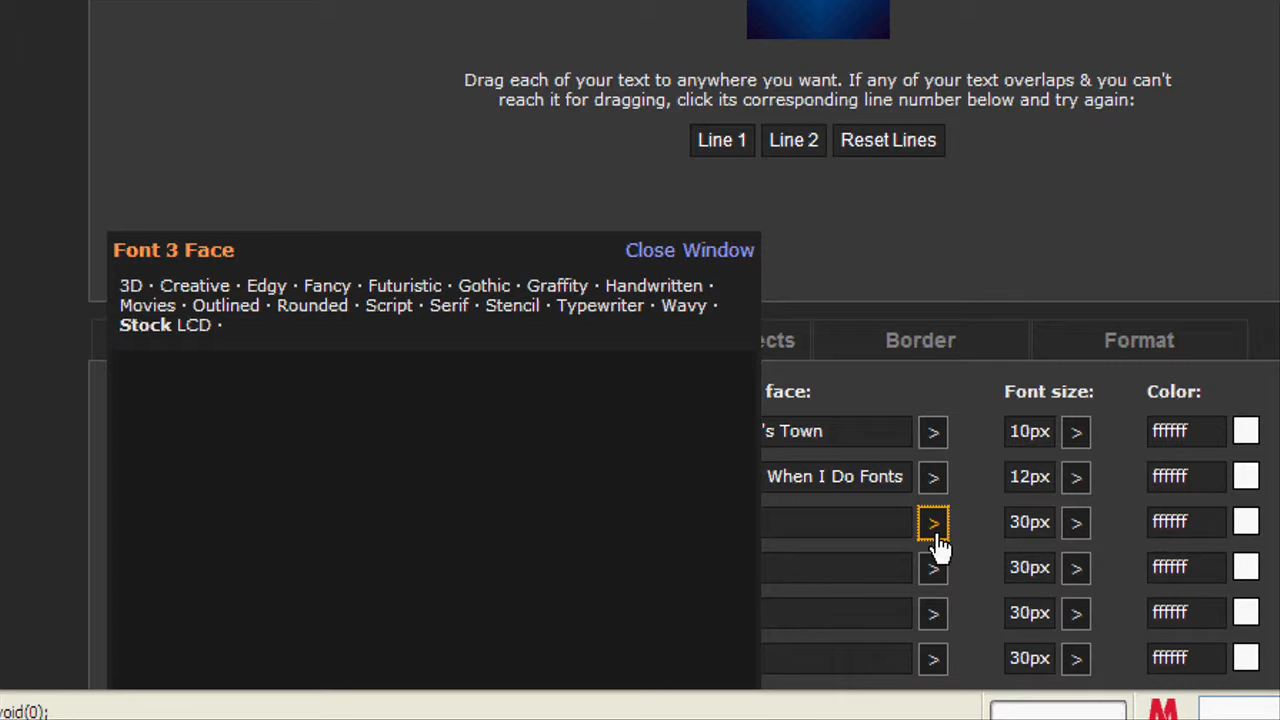 Drag each of your text to anywhere you want. If any of your text overlaps & you can't
reach it for dragging, click its corresponding line number below and try again:
Line 1 Line 2 Reset Lines
Font 3 Face Close Window
3D · Creative · Edgy · Fancy · Futuristic · Gothic · Graffity · Handwritten ·
Movies · Outlined · Rounded · Script · Serif · Stencil · Typewriter · Wavy ·
Stock LCD ·
ects Border Format
face: Font size: Color:
's Town > 10px > ffffff
When I Do Fonts > 12px > ffffff
> 30px > ffffff
> 30px > ffffff
> 30px > ffffff
> 30px > ffffff
void(0);